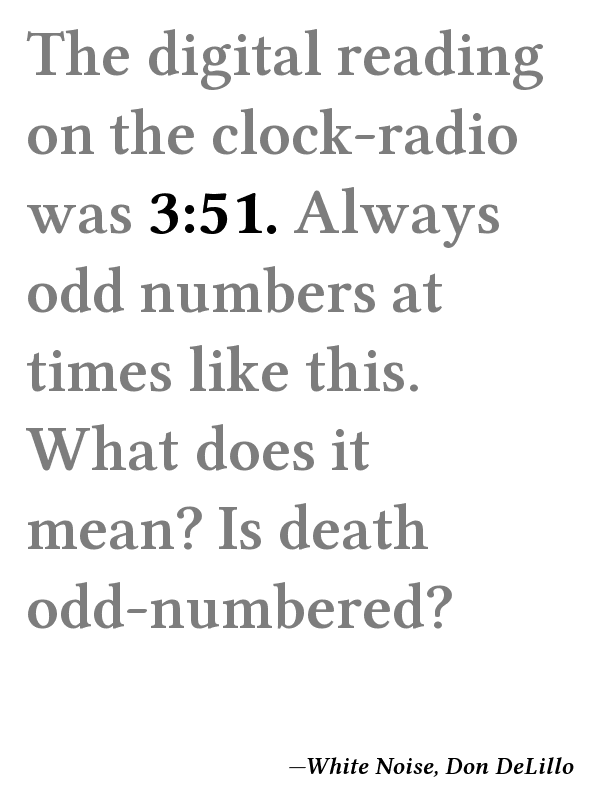 The digital reading
on the clock-radio
was 3:51. Always
odd numbers at
times like this.
What does it
mean? Is death
odd-numbered?
—White Noise, Don DeLillo